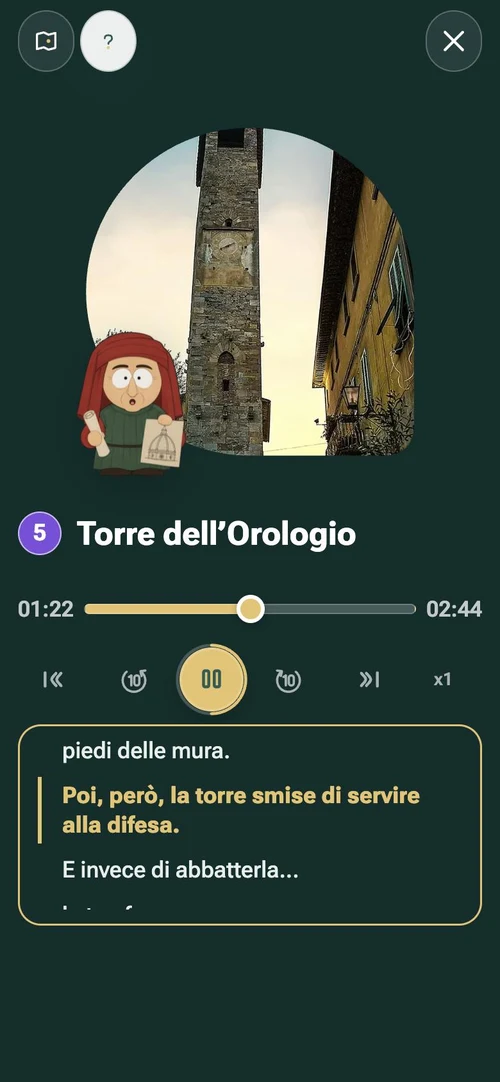 ?
5
Torre dell’Orologio
01:22
02:44
10
10
x1
piedi delle mura.
Poi, però, la torre smise di servire
alla difesa.
E invece di abbatterla...